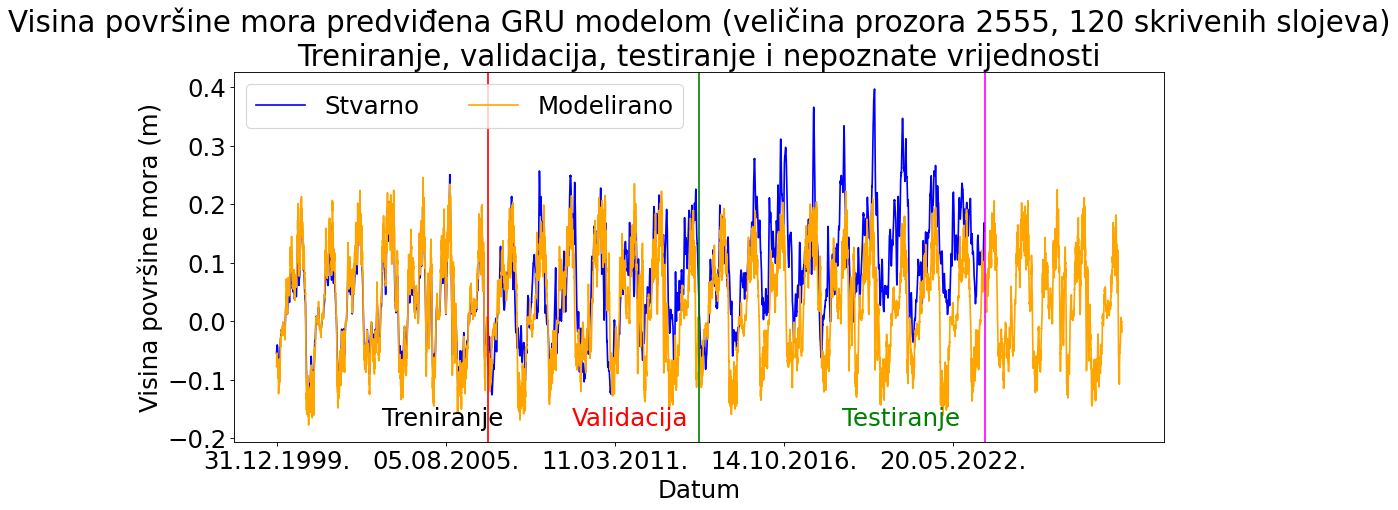 Visina površine mora predviđena GRU modelom (veličina prozora 2555, 120 skrivenih slojeva)
Treniranje, validacija, testiranje i nepoznate vrijednosti
Stvarno
Modelirano
Visina površine mora (m)
0.4
0.3
0.2
0.1
0.0
−0.1
−0.2
Treniranje
Validacija
Testiranje
31.12.1999.
05.08.2005.
11.03.2011.
14.10.2016.
20.05.2022.
Datum